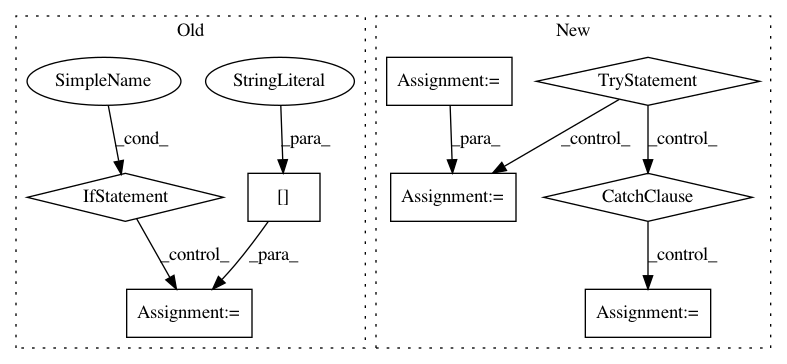 Old
New
SimpleName
StringLiteral
Assignment:=
TryStatement
_cond_
_para_
_para_
_control_
_control_
IfStatement
[]
Assignment:=
CatchClause
_control_
_para_
_control_
Assignment:=
Assignment:=